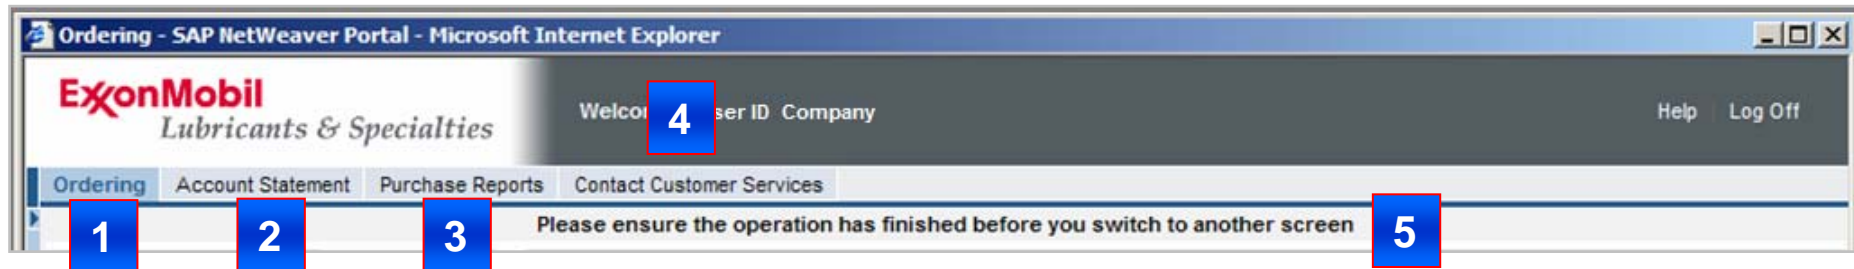 Ordering - SAP NetWeaver Portal - Microsoft Internet Explorer
ExxonMobil
Lubricants & Specialties
4
ID Company
Help Log Off
Ordering Account Statement Purchase Reports Contact Customer Services
Please ensure the operation has finished before you switch to another screen
1 2 3 5